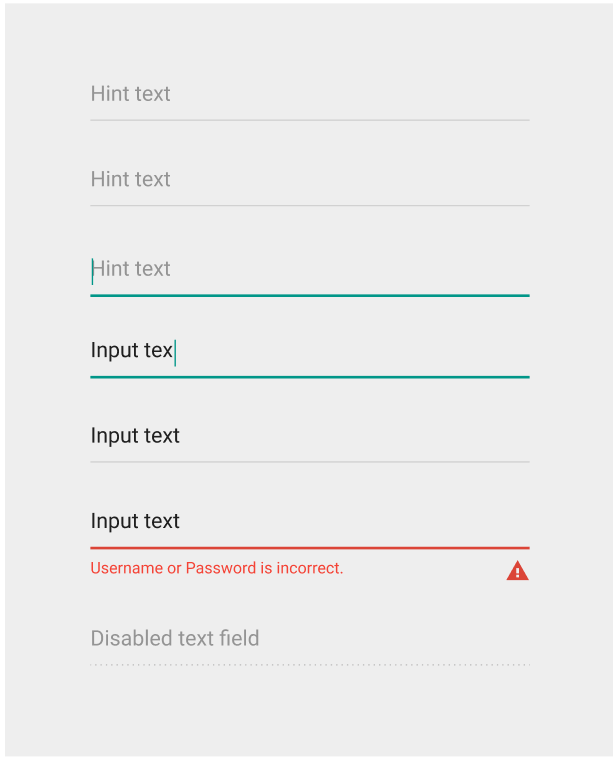 Hint text
Hint text
Hint text
Input tex
Input text
Input text
Username or Password is incorrect.
Disabled text field